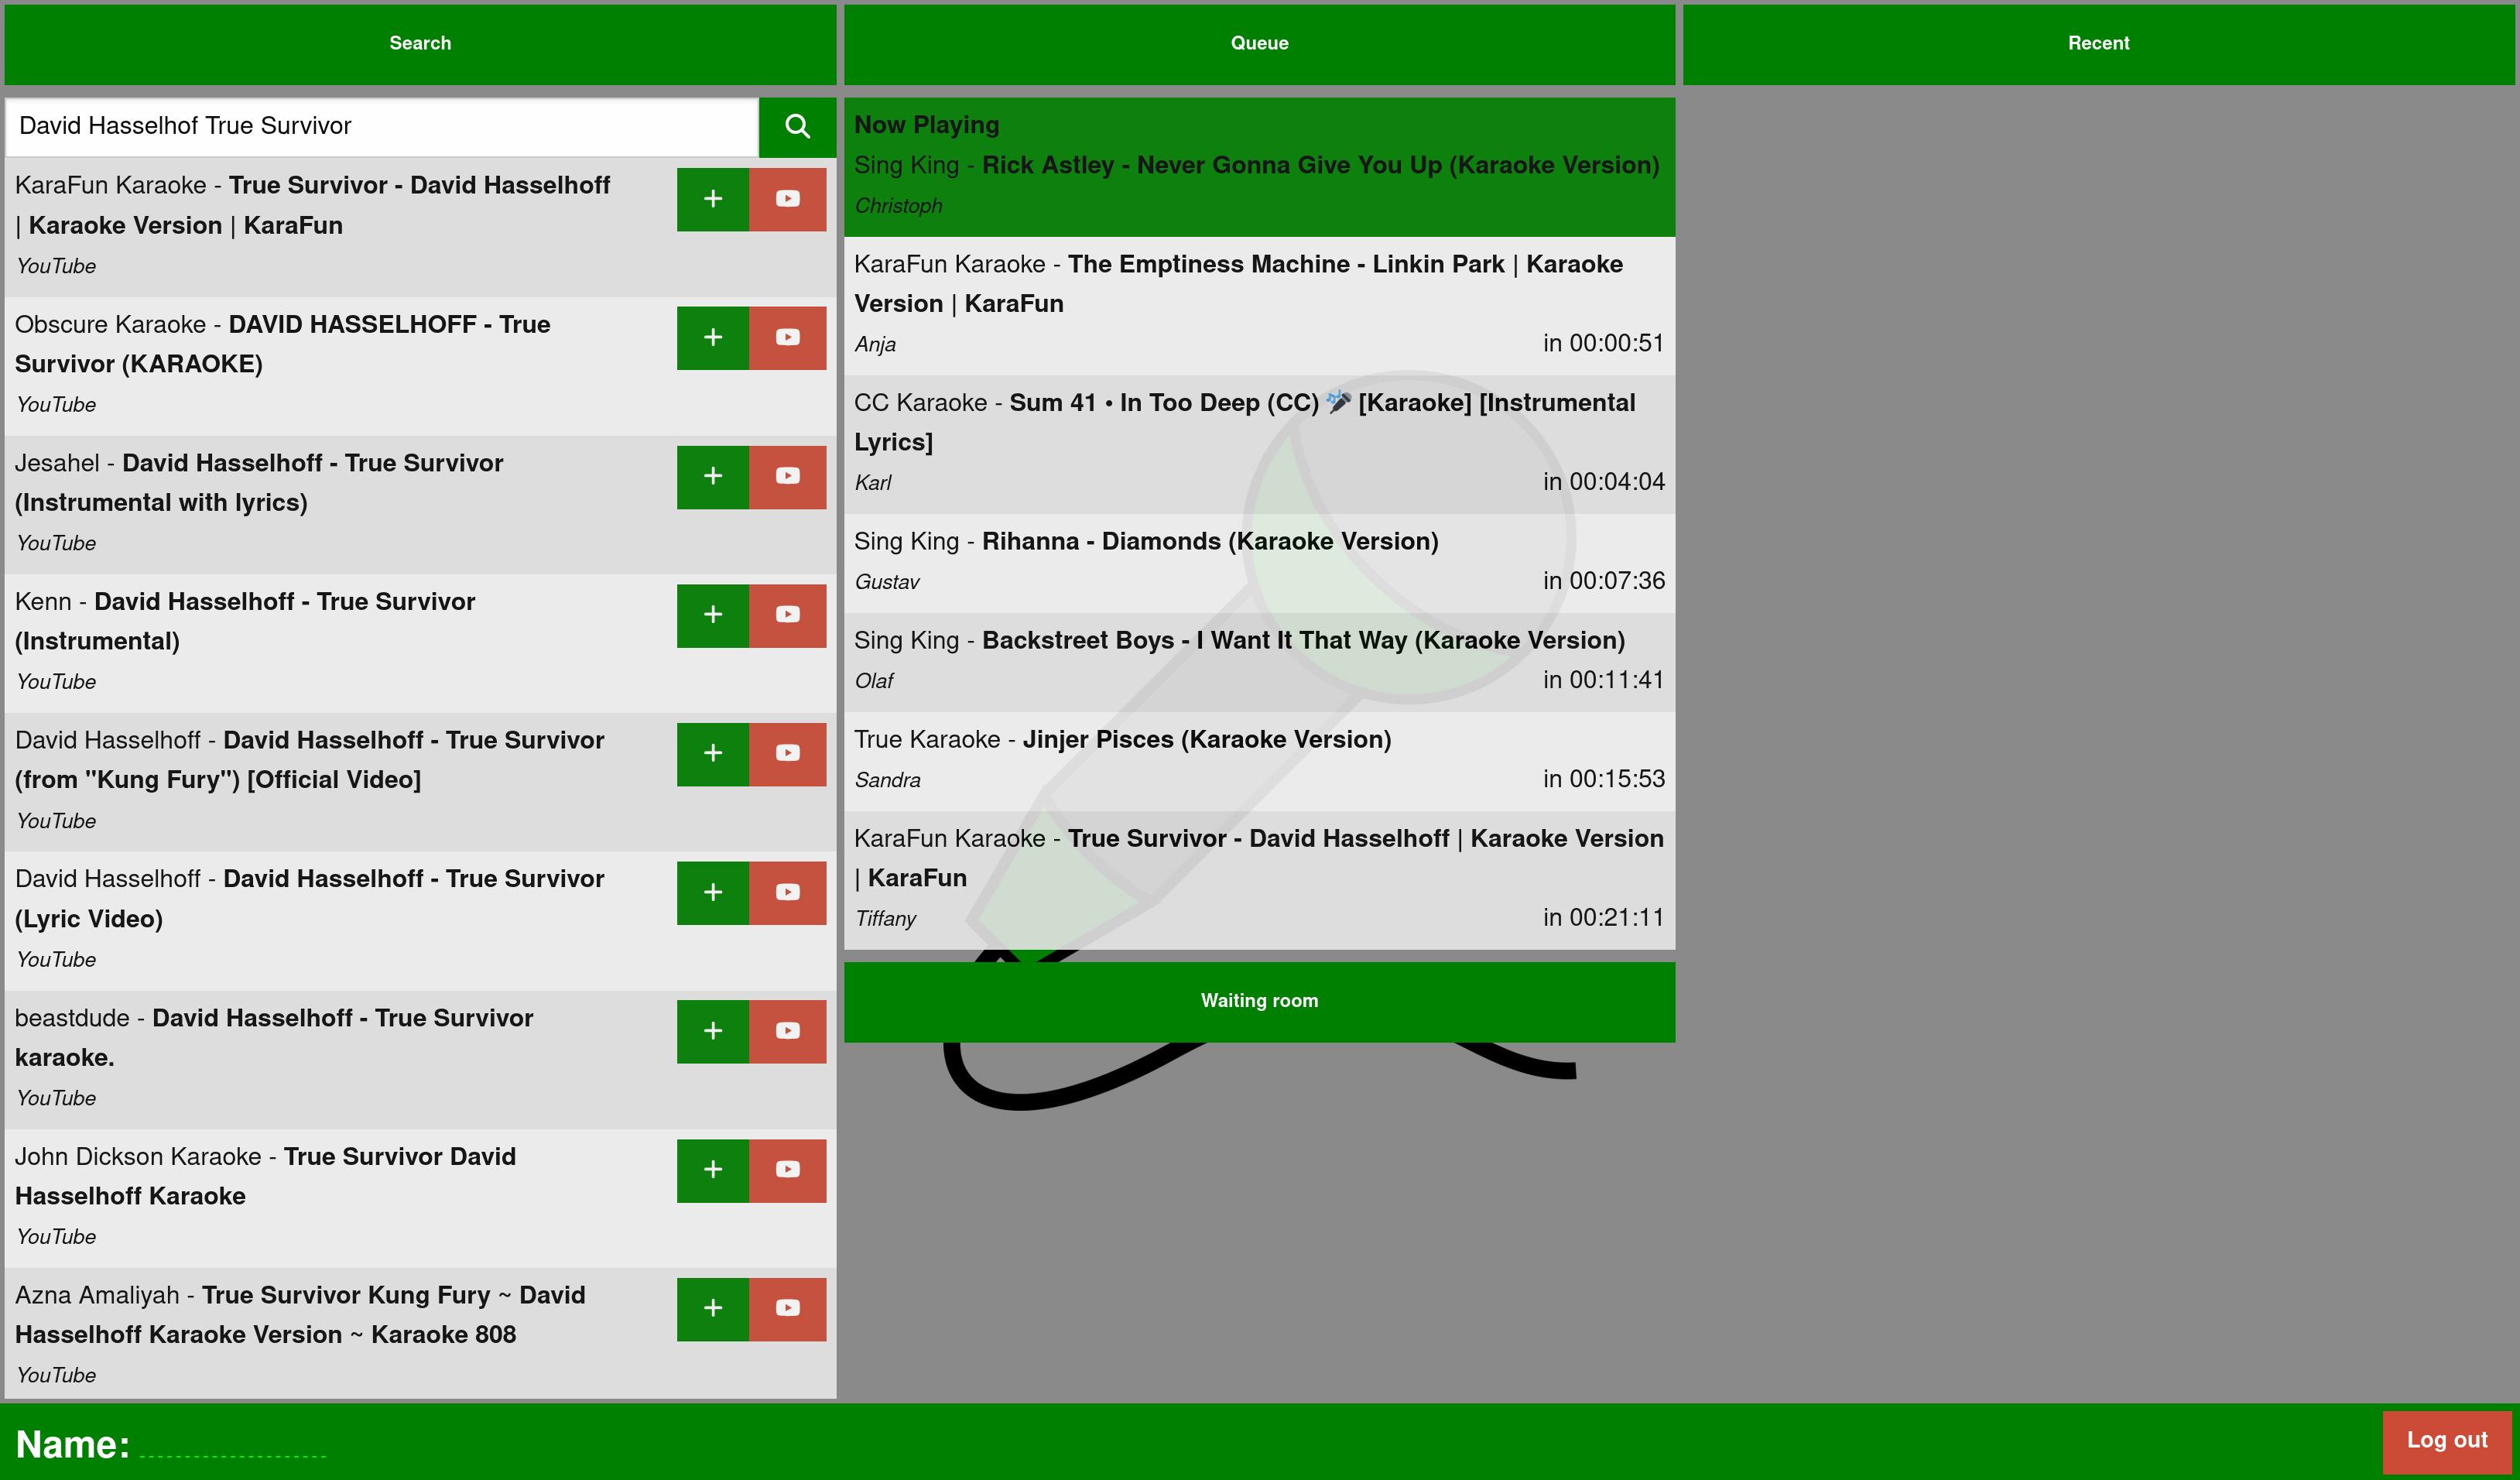 Search
David Hasselhof True Survivor
KaraFun Karaoke - True Survivor - David Hasselhoff
| Karaoke Version | KaraFun
YouTube
Obscure Karaoke - DAVID HASSELHOFF - True
Survivor (KARAOKE)
YouTube
Jesahel - David Hasselhoff - True Survivor
(Instrumental with lyrics)
YouTube
Kenn - David Hasselhoff - True Survivor
(Instrumental)
YouTube
David Hasselhoff - David Hasselhoff - True Survivor
(from "Kung Fury") [Official Video]
YouTube
David Hasselhoff - David Hasselhoff - True Survivor
(Lyric Video)
YouTube
beastdude - David Hasselhoff - True Survivor
karaoke.
YouTube
John Dickson Karaoke - True Survivor David
Hasselhoff Karaoke
YouTube
Azna Amaliyah - True Survivor Kung Fury ~ David
Hasselhoff Karaoke Version ~ Karaoke 808
YouTube
Queue
Now Playing
Sing King - Rick Astley - Never Gonna Give You Up (Karaoke Version)
Christoph
KaraFun Karaoke - The Emptiness Machine - Linkin Park | Karaoke
Version | KaraFun
Anja in 00:00:51
CC Karaoke - Sum 41 • In Too Deep (CC) 🎤 [Karaoke] [Instrumental
Lyrics]
Karl in 00:04:04
Sing King - Rihanna - Diamonds (Karaoke Version)
Gustav in 00:07:36
Sing King - Backstreet Boys - I Want It That Way (Karaoke Version)
Olaf in 00:11:41
True Karaoke - Jinjer Pisces (Karaoke Version)
Sandra in 00:15:53
KaraFun Karaoke - True Survivor - David Hasselhoff | Karaoke Version
| KaraFun
Tiffany in 00:21:11
Waiting room
Recent
Name:
Log out